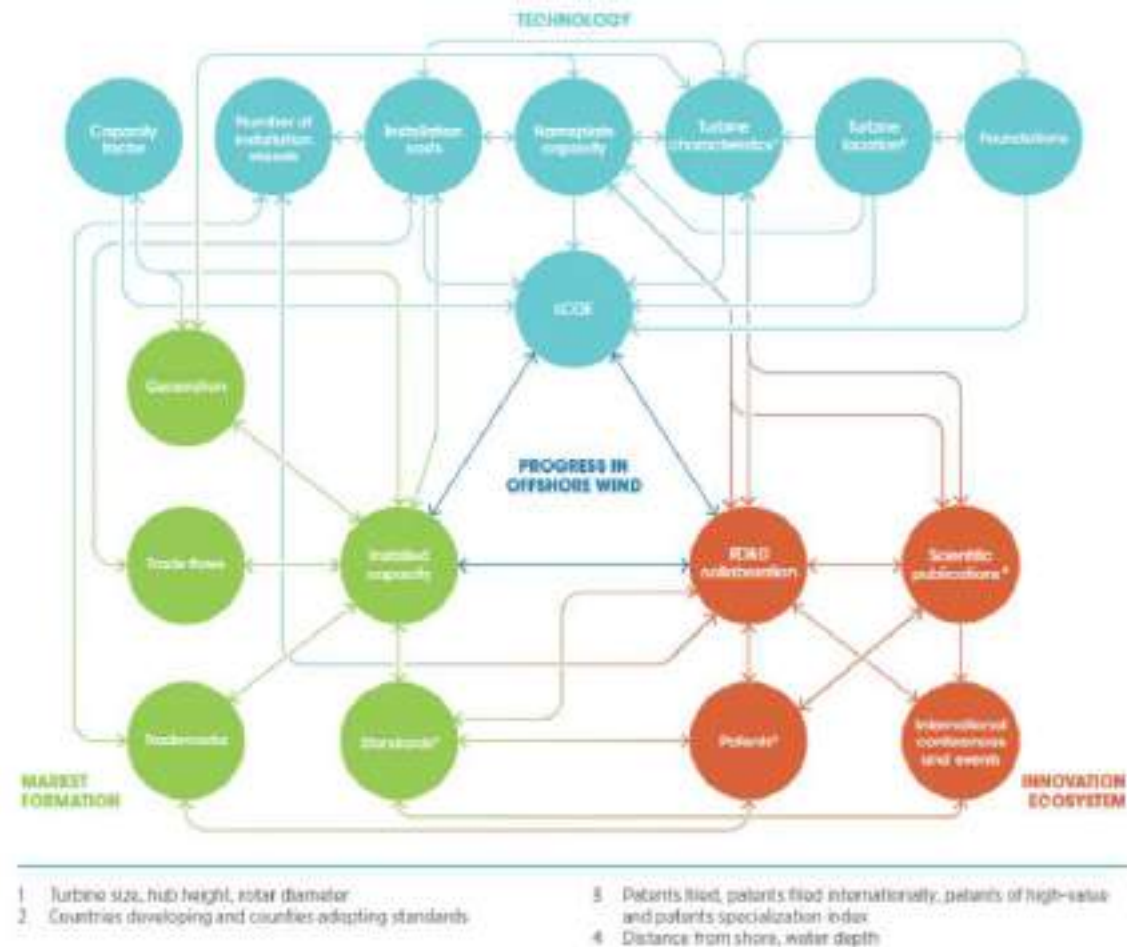 TECHNOLOGY
Capacity
factor
Number of
installation
vessels
Installation
costs
Nameplate
capacity
Turbine
characteristics¹
Turbine
location⁴
Foundations
LCOE
Generation
PROGRESS IN
OFFSHORE WIND
Trade flows
Installed
capacity
RD&D
collaboration
Scientific
publications
Trademarks
Standards²
Patents³
International
conferences
and events
MARKET
FORMATION
INNOVATION
ECOSYSTEM
1 Turbine size, hub height, rotar diameter
2 Countries developing and counties adopting standards
3 Patents filed, patents filed internationally, patents of high-value
and patents specialization index
4 Distance from shore, water depth